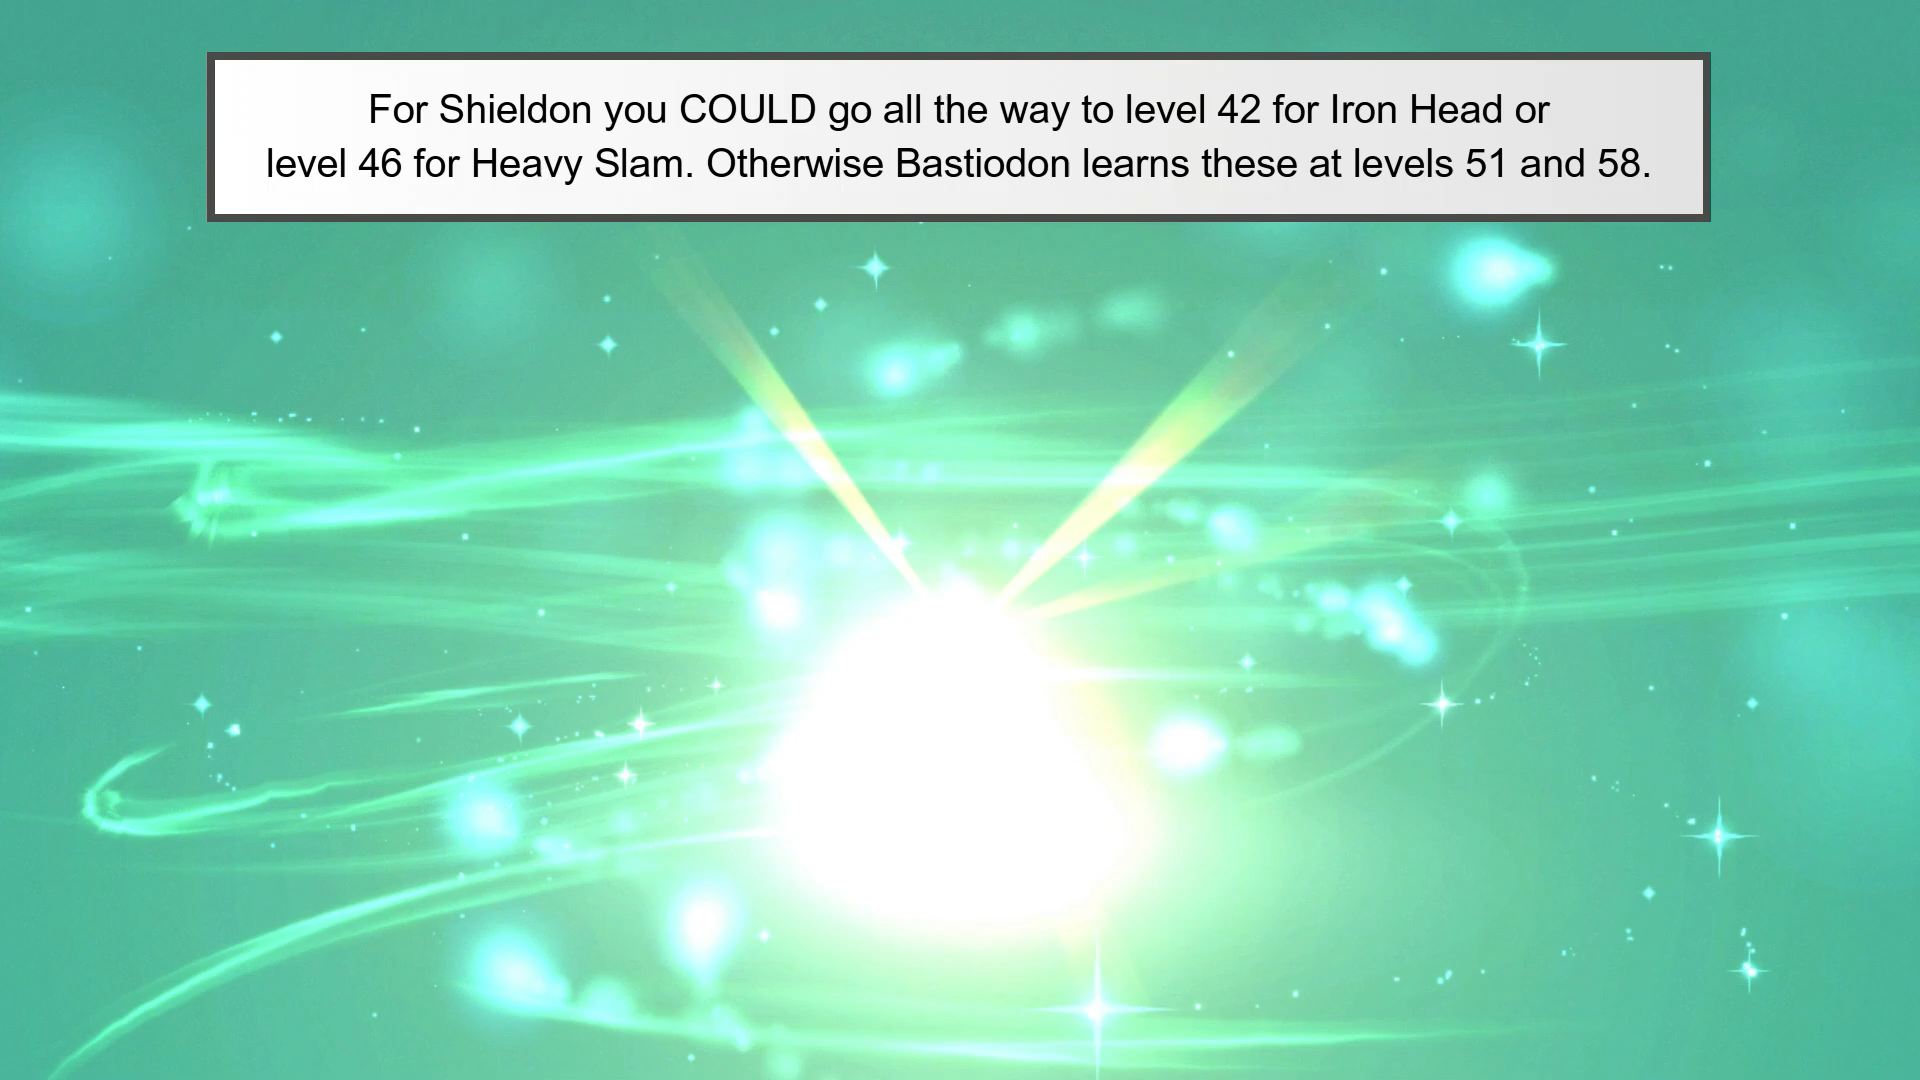 For Shieldon you COULD go all the way to level 42 for Iron Head or
level 46 for Heavy Slam. Otherwise Bastiodon learns these at levels 51 and 58.